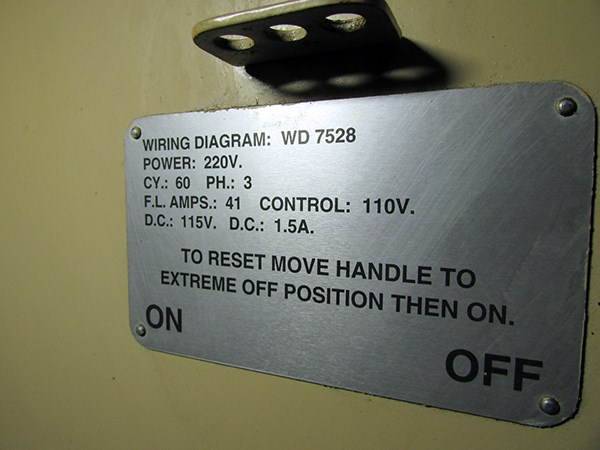 WIRING DIAGRAM: WD 7528
POWER: 220V.
CY.: 60 PH.: 3
F.L. AMPS.: 41 CONTROL: 110V.
D.C.: 115V. D.C.: 1.5A.
TO RESET MOVE HANDLE TO
EXTREME OFF POSITION THEN ON.
ON
OFF